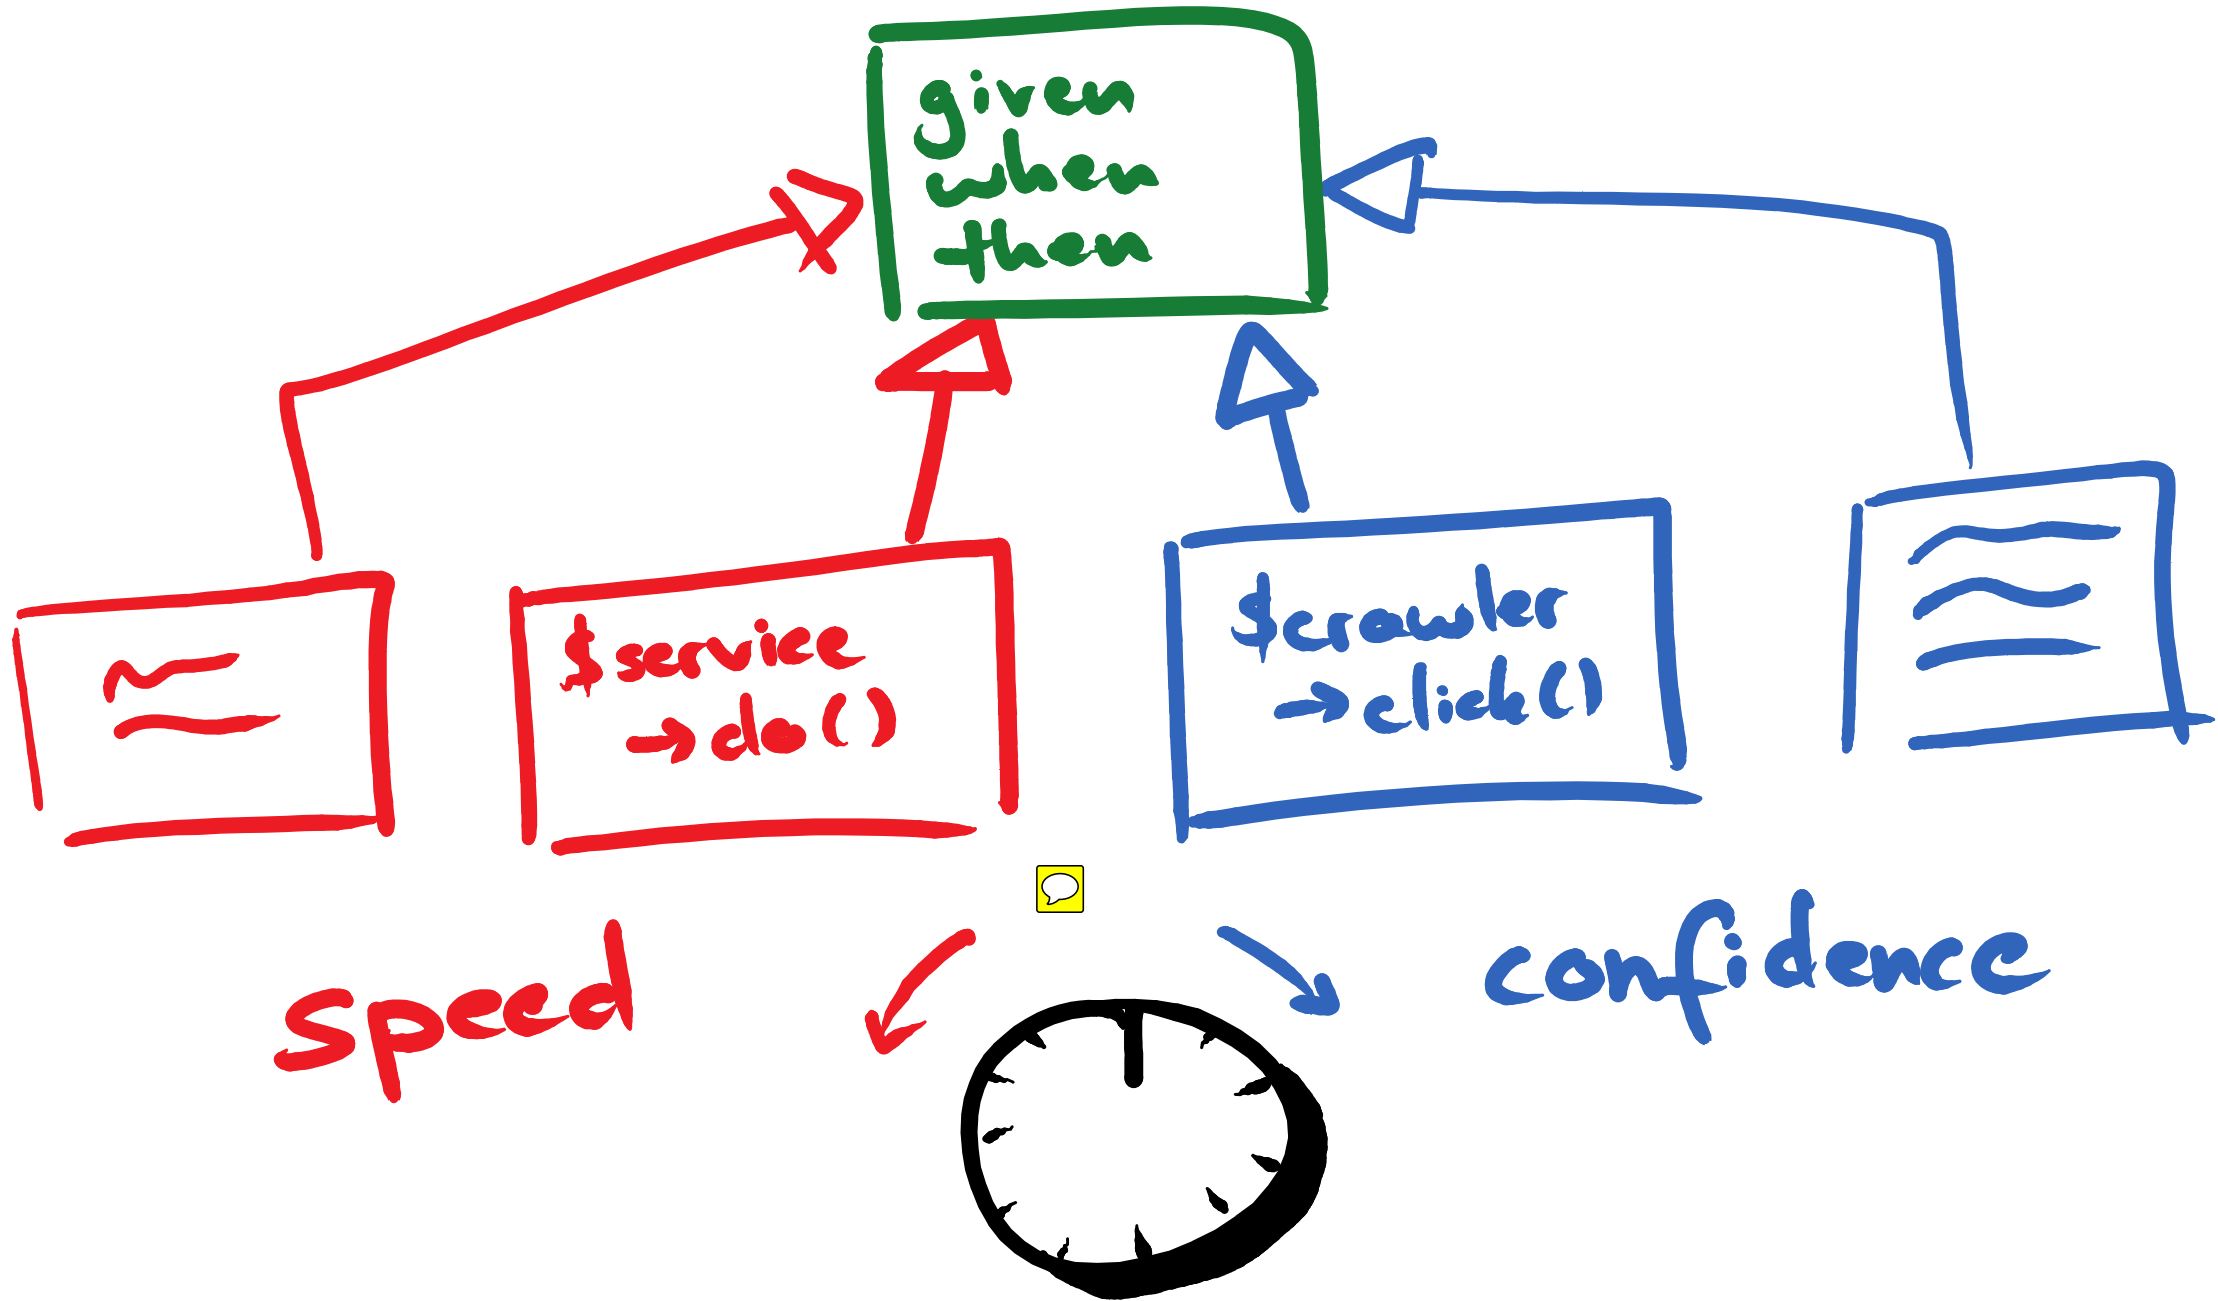 given
when
then
$service
→do()
$crawler
→click()
speed
confidence